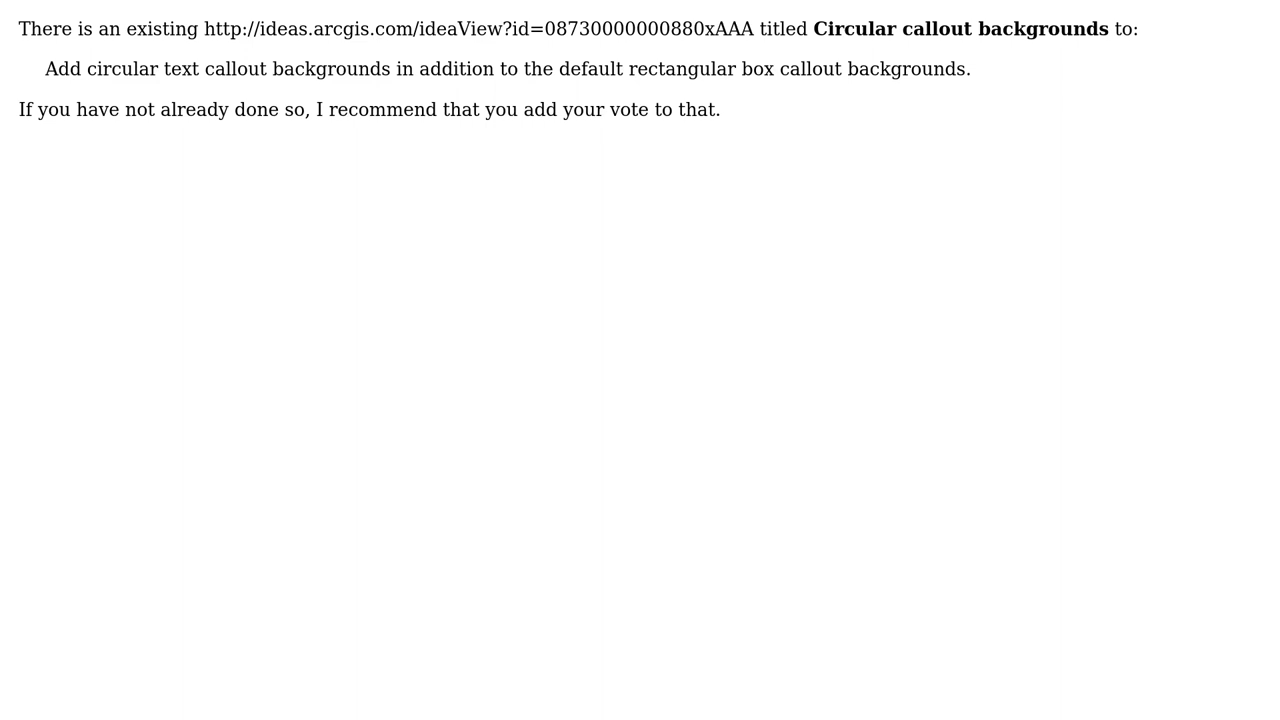 There is an existing http://ideas.arcgis.com/ideaView?id=08730000000880xAAA titled Circular callout backgrounds to:
Add circular text callout backgrounds in addition to the default rectangular box callout backgrounds.
If you have not already done so, I recommend that you add your vote to that.